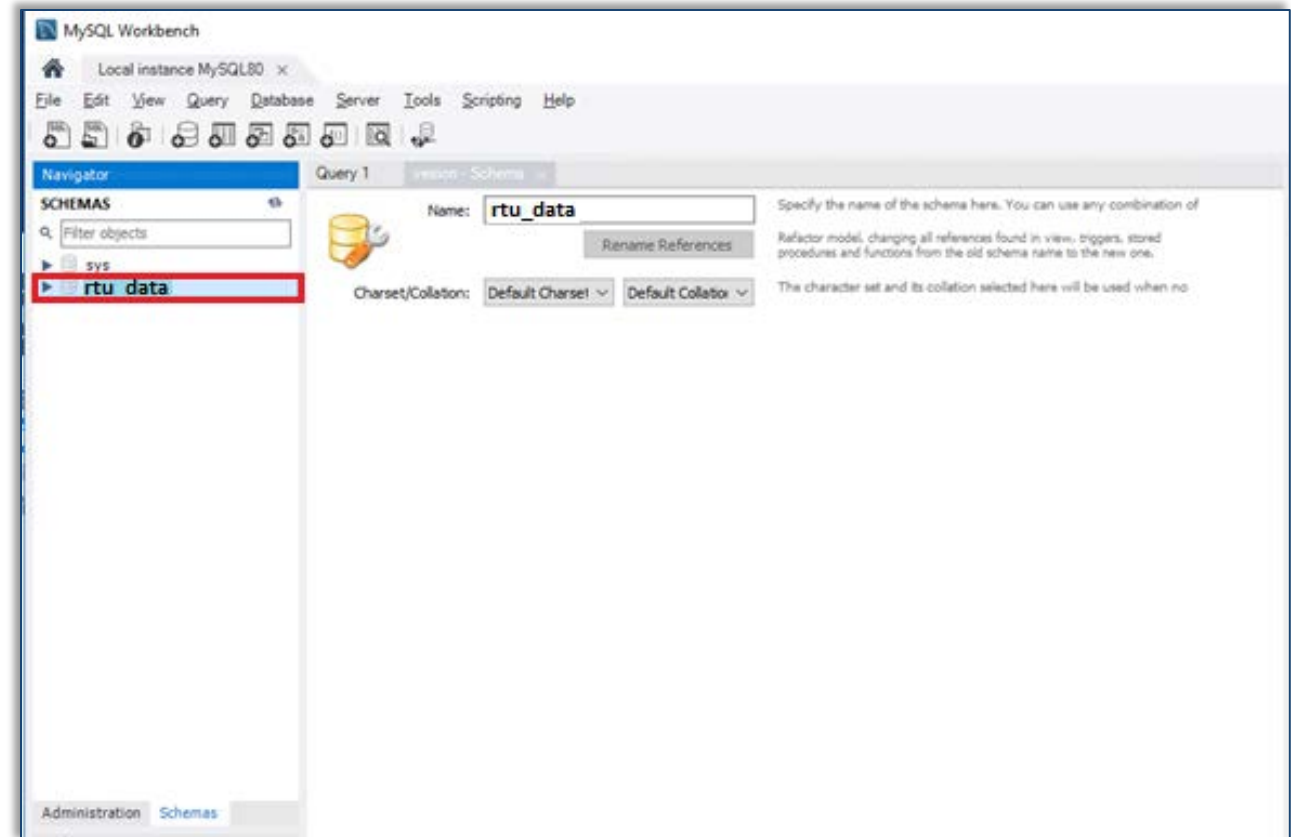 MySQL Workbench
Local instance MySQL80 ×
File Edit View Query Database Server Tools Scripting Help
Navigator
SCHEMAS
Filter objects
sys
rtu_data
Administration Schemas
Query 1 - Schema
Name: rtu_data
Specify the name of the schema here. You can use any combination of
Rename References
Refactor model, changing all references found in view, triggers, stored
procedures and functions from the old schema name to the new one.
Charset/Collation: Default Charset Default Collatio
The character set and its collation selected here will be used when no